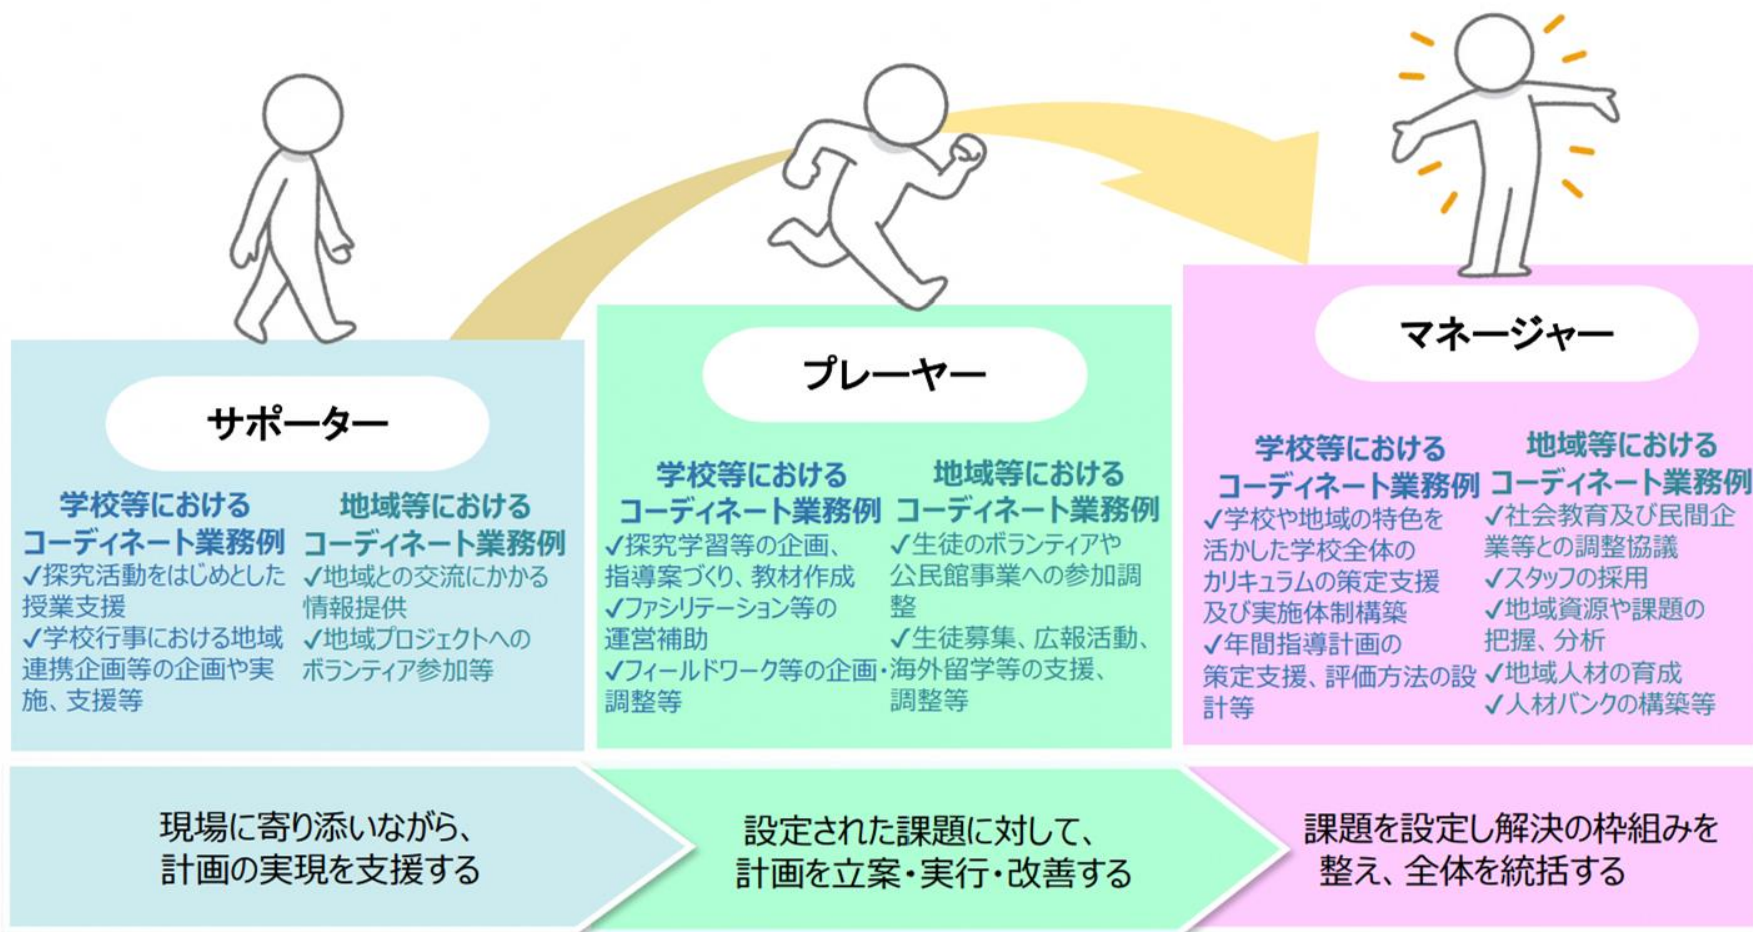 サポーター
学校等における
コーディネート業務例
✓探究活動をはじめとした
授業支援
✓学校行事における地域
連携企画等の企画や実
施、支援等
地域等における
コーディネート業務例
✓地域との交流にかかる
情報提供
✓地域プロジェクトへの
ボランティア参加等
プレーヤー
学校等における
コーディネート業務例
✓探究学習等の企画、
指導案づくり、教材作成
✓ファシリテーション等の
運営補助
✓フィールドワーク等の企画・
調整等
地域等における
コーディネート業務例
✓生徒のボランティアや
公民館事業への参加調
整
✓生徒募集、広報活動、
海外留学等の支援、
調整等
マネージャー
学校等における
コーディネート業務例
✓学校や地域の特色を
活かした学校全体の
カリキュラムの策定支援
及び実施体制構築
✓年間指導計画の
策定支援、評価方法の設
計等
地域等における
コーディネート業務例
✓社会教育及び民間企
業等との調整協議
✓スタッフの採用
✓地域資源や課題の
把握、分析
✓地域人材の育成
✓人材バンクの構築等
現場に寄り添いながら、
計画の実現を支援する
設定された課題に対して、
計画を立案・実行・改善する
課題を設定し解決の枠組みを
整え、全体を統括する